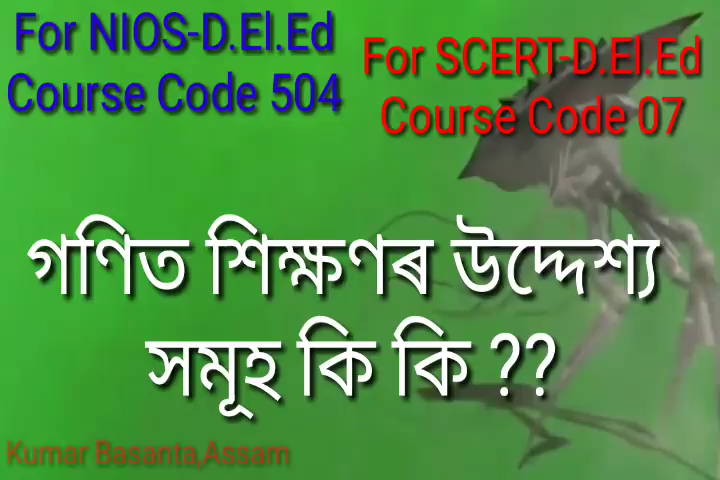 For NIOS-D.El.Ed
Course Code 504
For SCERT-D.El.Ed
Course Code 07
গণিত শিক্ষণৰ উদ্দেশ্য
সমূহ কি কি ??
Kumar Basanta,Assam